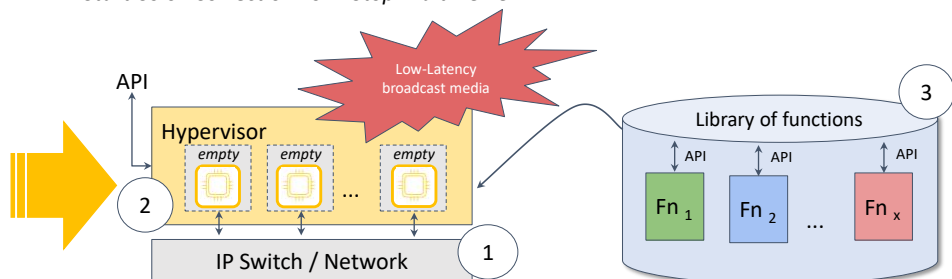 Low-Latency
broadcast media
API
3
Hypervisor
Library of functions
empty
empty
empty
API
API
API
...
2
Fn 1
Fn 2
...
Fn x
1
IP Switch / Network